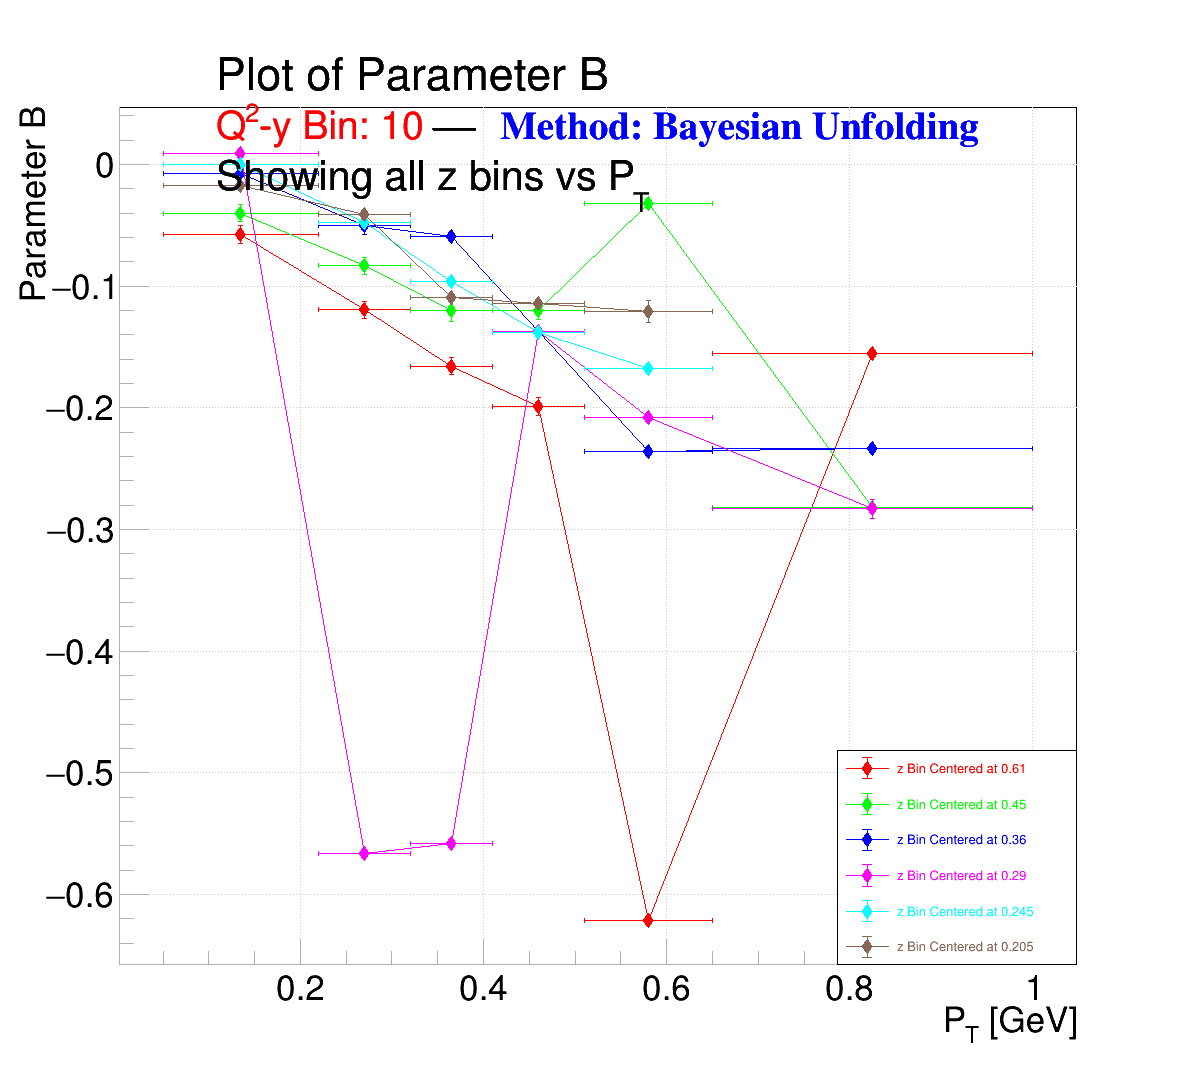 Plot of Parameter B
Q²-y Bin: 10 — Method: Bayesian Unfolding
Showing all z bins vs P_T
Parameter B
0
−0.1
−0.2
−0.3
−0.4
−0.5
−0.6
z Bin Centered at 0.61
z Bin Centered at 0.45
z Bin Centered at 0.36
z Bin Centered at 0.29
z Bin Centered at 0.245
z Bin Centered at 0.205
0.2 0.4 0.6 0.8 1
P_T [GeV]